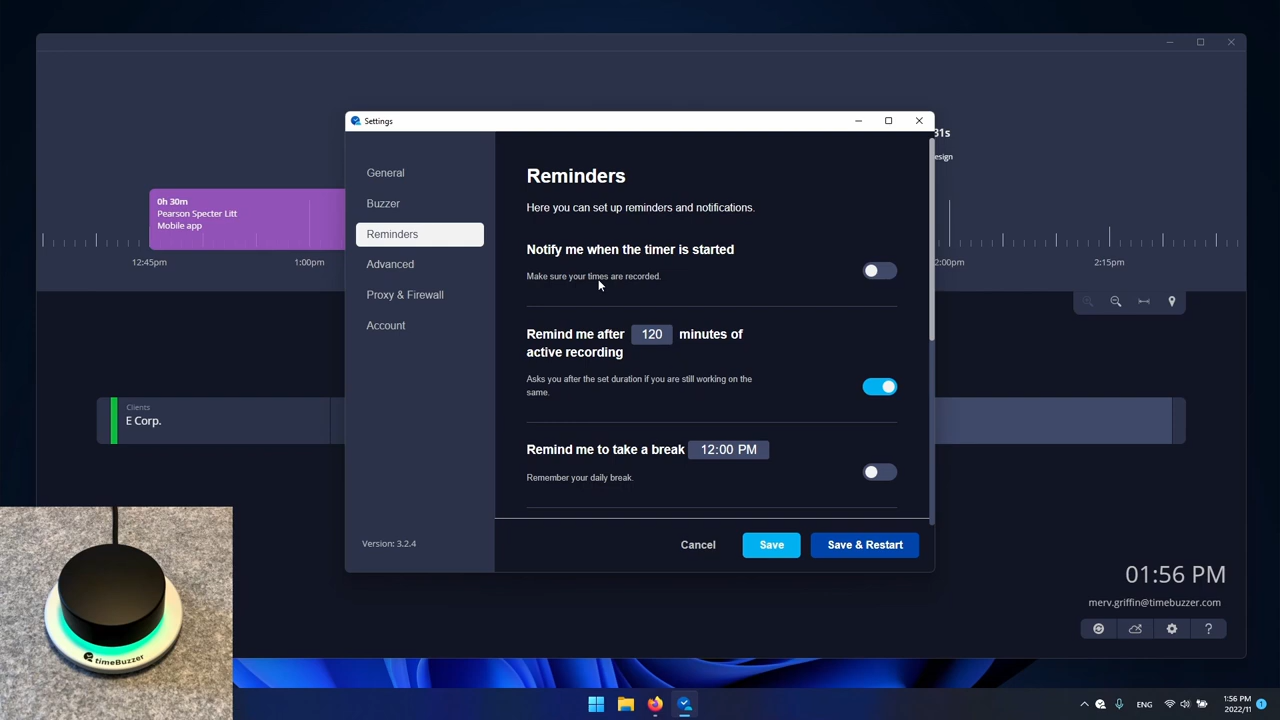 Settings
31s
esign
0h 30m
Pearson Specter Litt
Mobile app
12:45pm
1:00pm
2:00pm
2:15pm
General
Buzzer
Reminders
Advanced
Proxy & Firewall
Account
Version: 3.2.4
Reminders
Here you can set up reminders and notifications.
Notify me when the timer is started
Make sure your times are recorded.
Remind me after 120 minutes of
active recording
Asks you after the set duration if you are still working on the
same.
Remind me to take a break 12:00 PM
Remember your daily break.
Cancel
Save
Save & Restart
Clients
E Corp.
01:56 PM
merv.griffin@timebuzzer.com
?
timeBuzzer
ENG
1:56 PM
2022/11
1